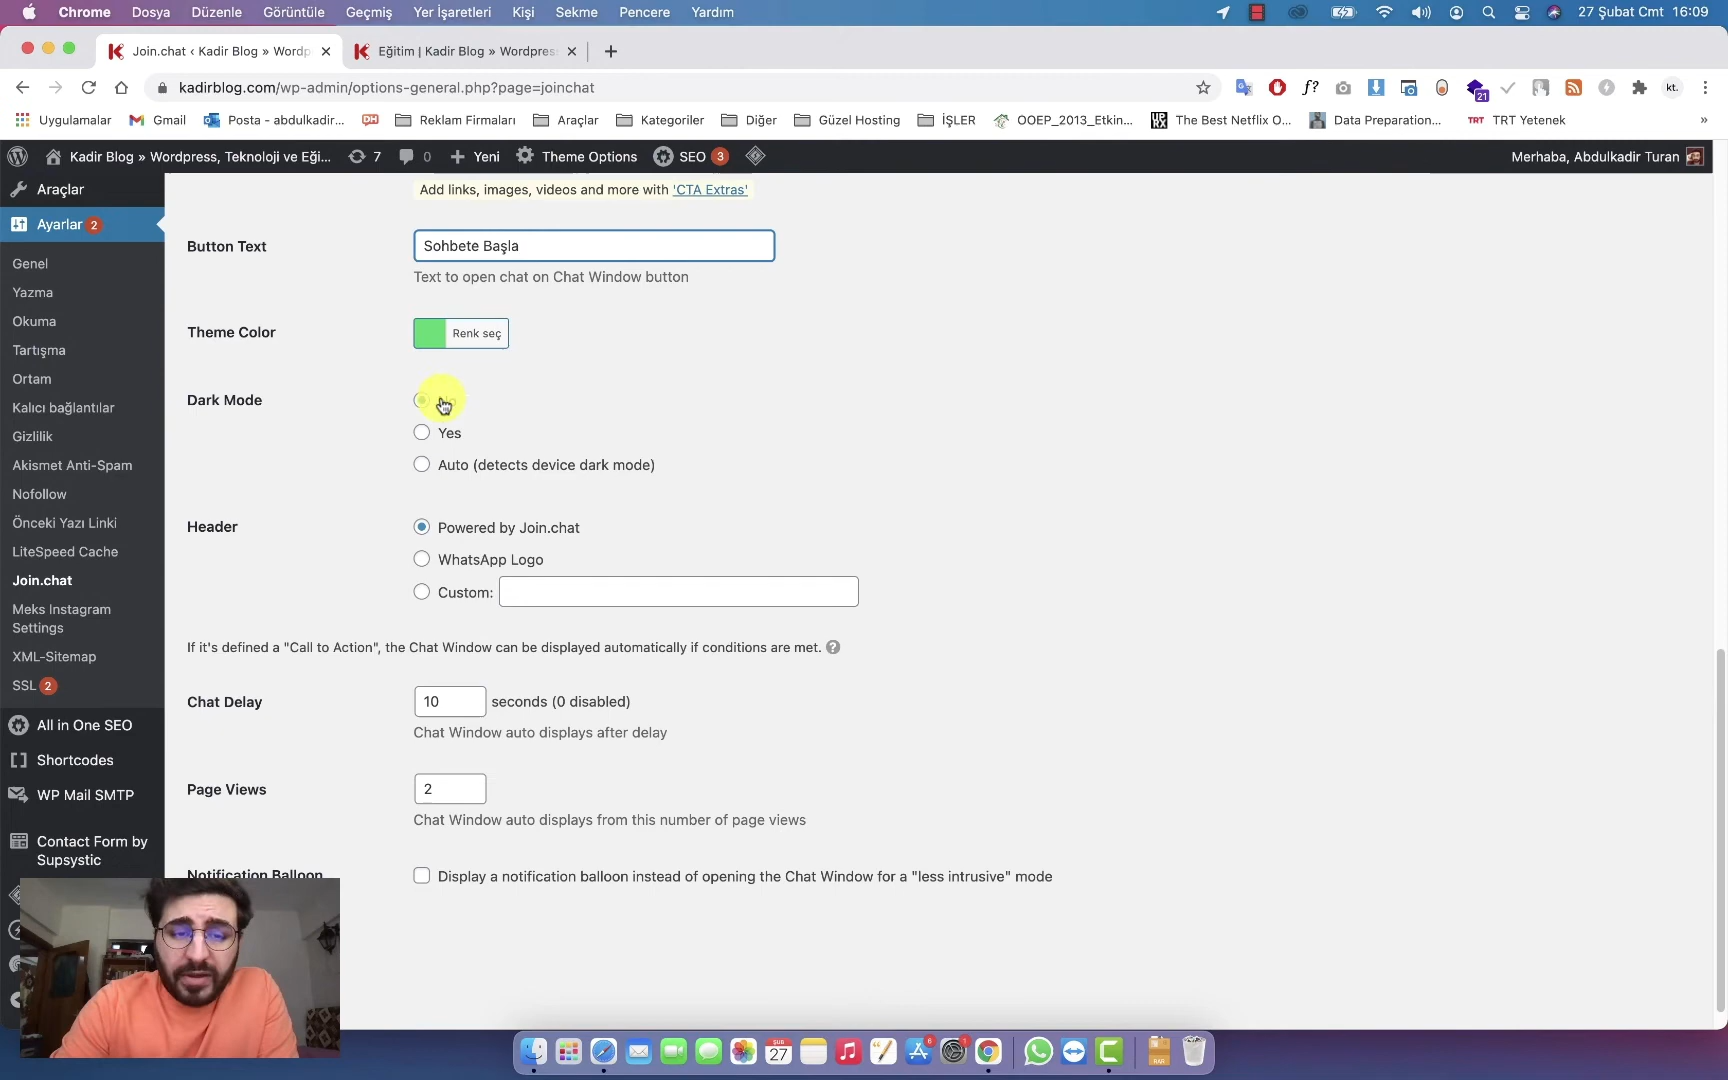 Chrome Dosya Düzenle Görüntüle Geçmiş Yer İşaretleri Kişi Sekme Pencere Yardım 27 Şubat Cmt 16:09
Join.chat ‹ Kadir Blog » Wordp Eğitim | Kadir Blog » Wordpres
kadirblog.com/wp-admin/options-general.php?page=joinchat f? 21 kt.
Uygulamalar Gmail Posta - abdulkadir... DH Reklam Firmaları Araçlar Kategoriler Diğer Güzel Hosting İŞLER OOEP_2013_Etkin... The Best Netflix O... Data Preparation... TRT TRT Yetenek »
Kadir Blog » Wordpress, Teknoloji ve Eği... 7 0 Yeni Theme Options SEO 3 Merhaba, Abdulkadir Turan
Araçlar
Ayarlar 2
Genel
Yazma
Okuma
Tartışma
Ortam
Kalıcı bağlantılar
Gizlilik
Akismet Anti-Spam
Nofollow
Önceki Yazı Linki
LiteSpeed Cache
Join.chat
Meks Instagram
Settings
XML-Sitemap
SSL 2
All in One SEO
Shortcodes
WP Mail SMTP
Contact Form by
Supsystic
Add links, images, videos and more with 'CTA Extras'
Button Text Sohbete Başla
Text to open chat on Chat Window button
Theme Color Renk seç
Dark Mode
Yes
Auto (detects device dark mode)
Header Powered by Join.chat
WhatsApp Logo
Custom:
If it's defined a "Call to Action", the Chat Window can be displayed automatically if conditions are met. ?
Chat Delay 10 seconds (0 disabled)
Chat Window auto displays after delay
Page Views 2
Chat Window auto displays from this number of page views
Notification Balloon Display a notification balloon instead of opening the Chat Window for a "less intrusive" mode
27
6
1